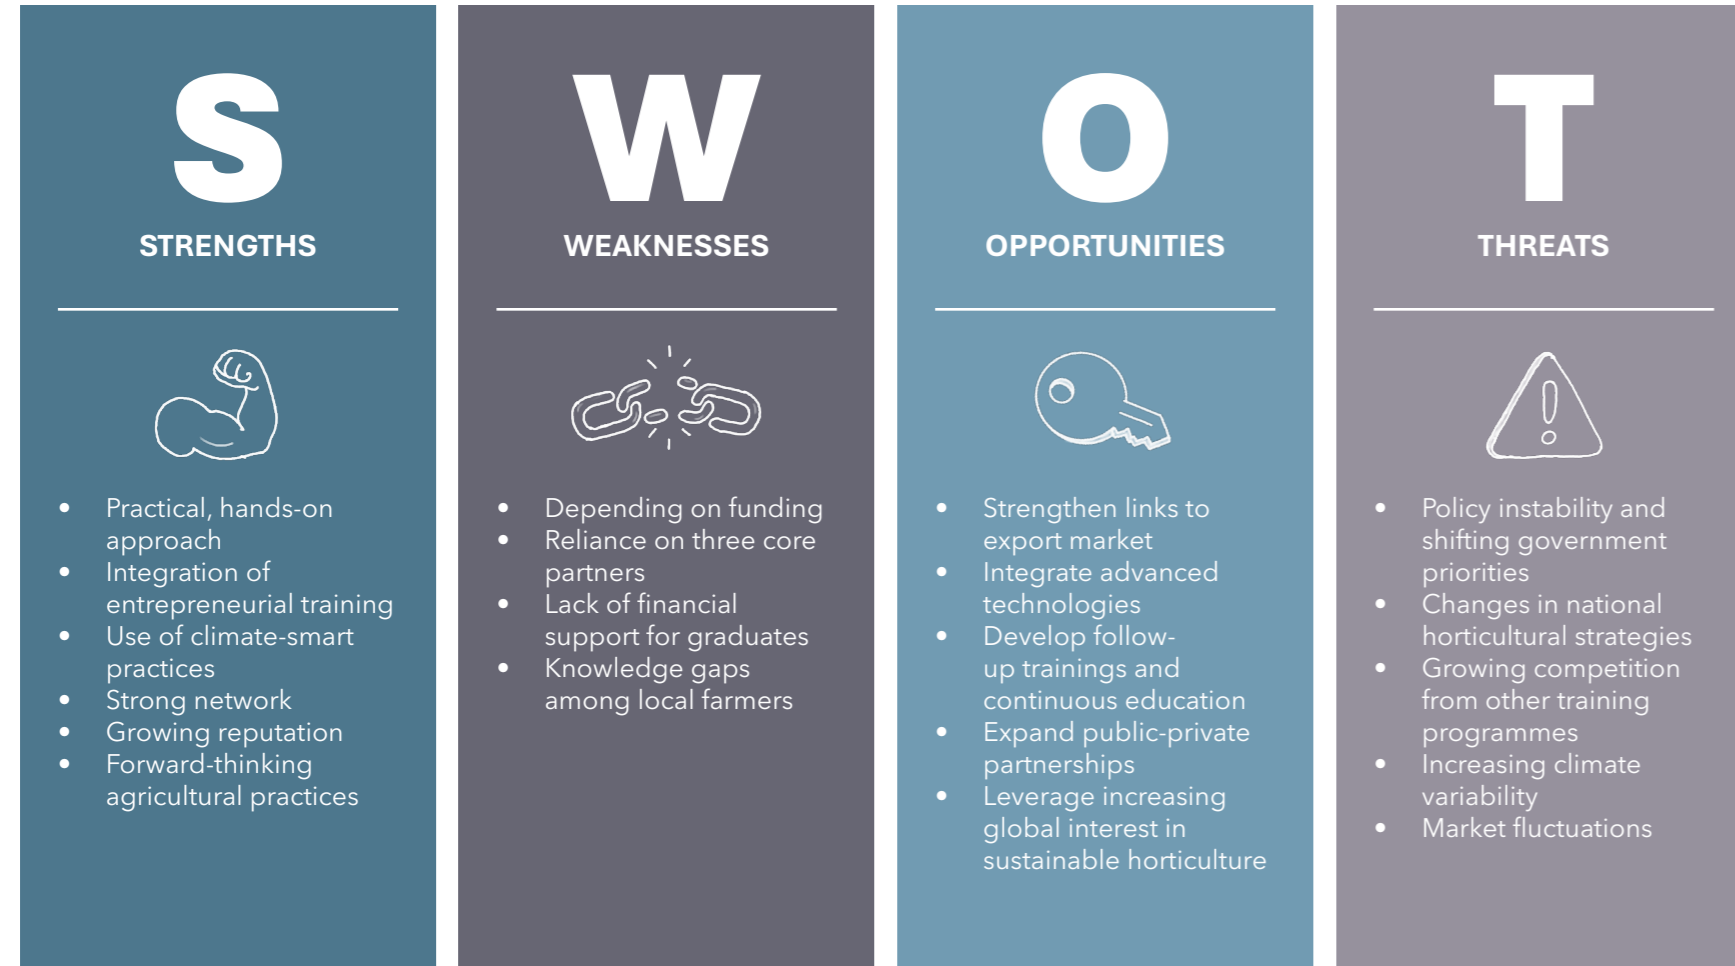 S
STRENGTHS
• Practical, hands-on
approach
• Integration of
entrepreneurial training
• Use of climate-smart
practices
• Strong network
• Growing reputation
• Forward-thinking
agricultural practices
W
WEAKNESSES
• Depending on funding
• Reliance on three core
partners
• Lack of financial
support for graduates
• Knowledge gaps
among local farmers
O
OPPORTUNITIES
• Strengthen links to
export market
• Integrate advanced
technologies
• Develop follow-
up trainings and
continuous education
• Expand public-private
partnerships
• Leverage increasing
global interest in
sustainable horticulture
T
THREATS
• Policy instability and
shifting government
priorities
• Changes in national
horticultural strategies
• Growing competition
from other training
programmes
• Increasing climate
variability
• Market fluctuations